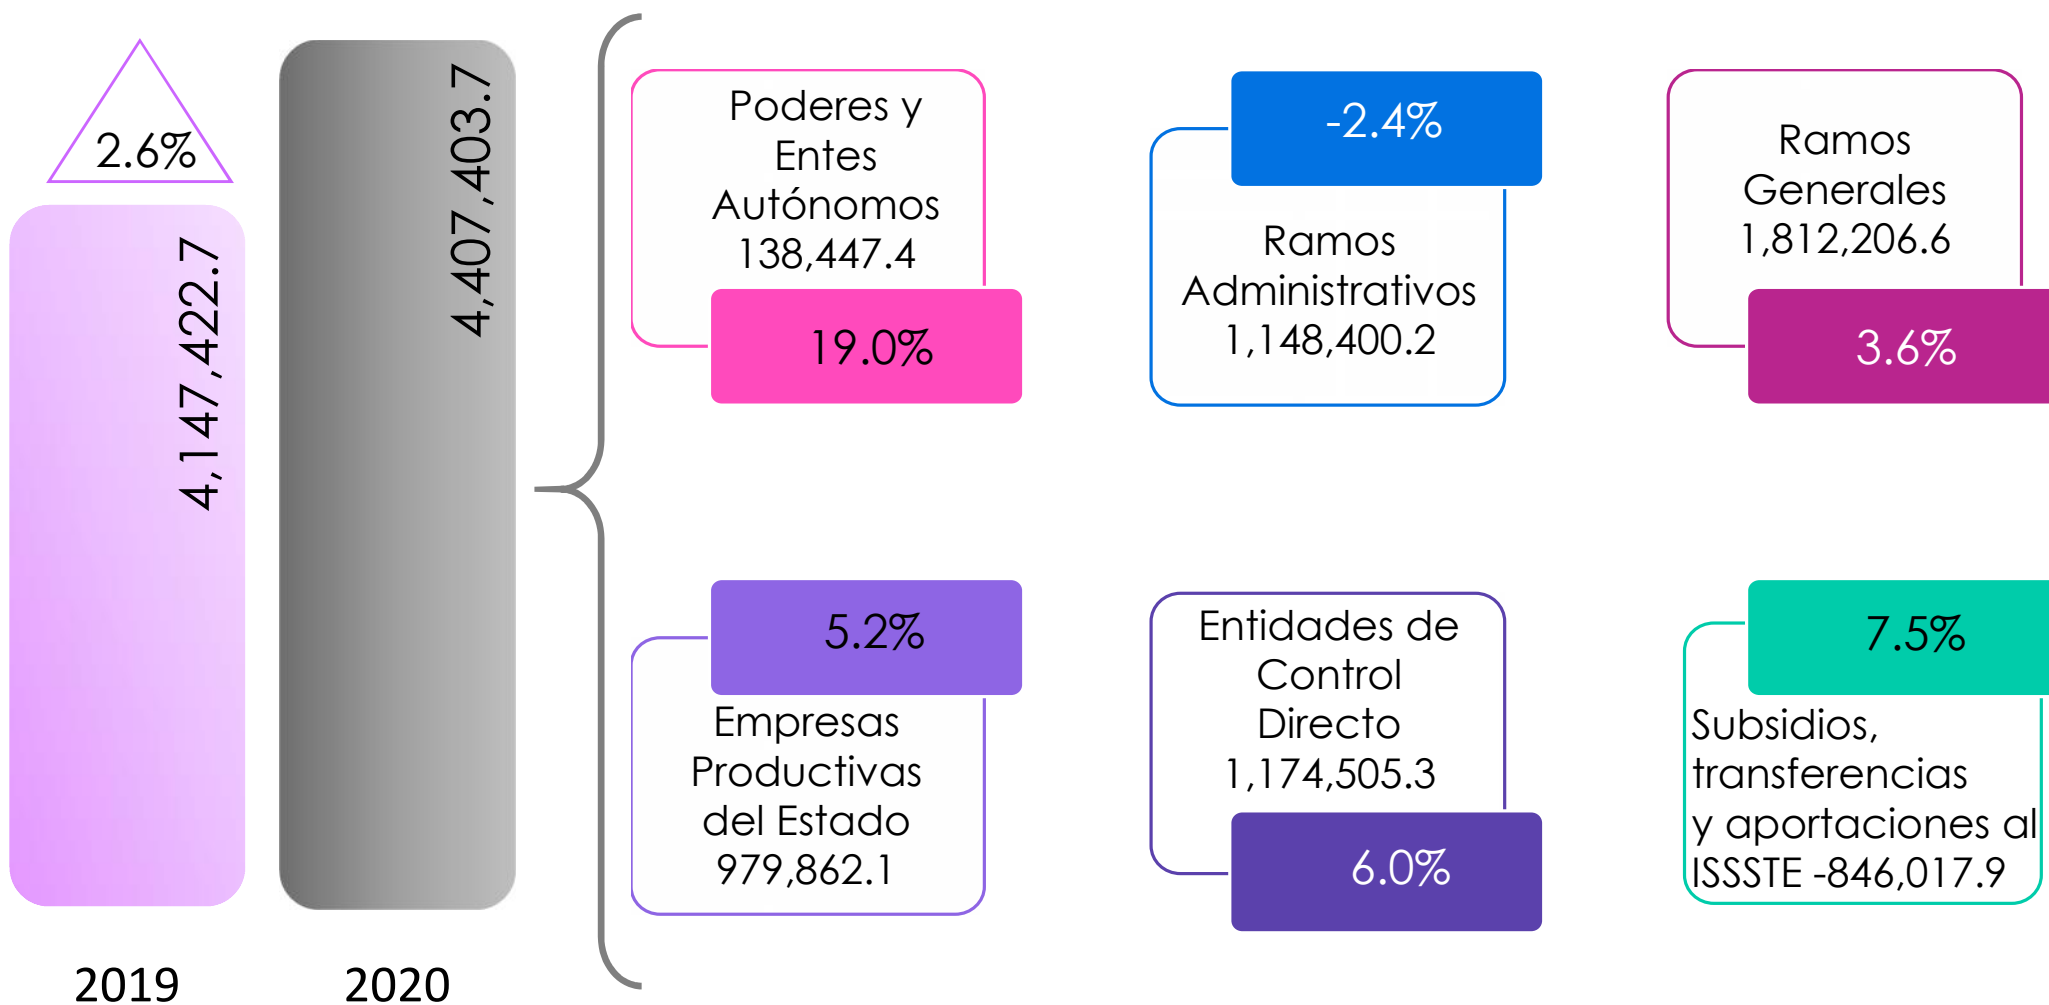 2.6%
4,147,422.7
2019
4,407,403.7
2020
Poderes y
Entes
Autónomos
138,447.4
19.0%
-2.4%
Ramos
Administrativos
1,148,400.2
Ramos
Generales
1,812,206.6
3.6%
5.2%
Empresas
Productivas
del Estado
979,862.1
Entidades de
Control
Directo
1,174,505.3
6.0%
7.5%
Subsidios,
transferencias
y aportaciones al
ISSSTE -846,017.9